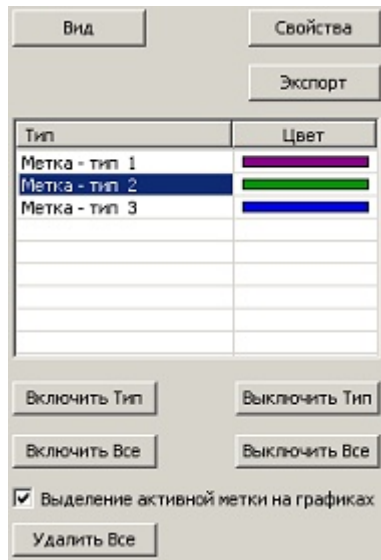 Вид Свойства
Экспорт
Тип Цвет
Метка - тип 1
Метка - тип 2
Метка - тип 3
Включить Тип Выключить Тип
Включить Все Выключить Все
Выделение активной метки на графиках
Удалить Все